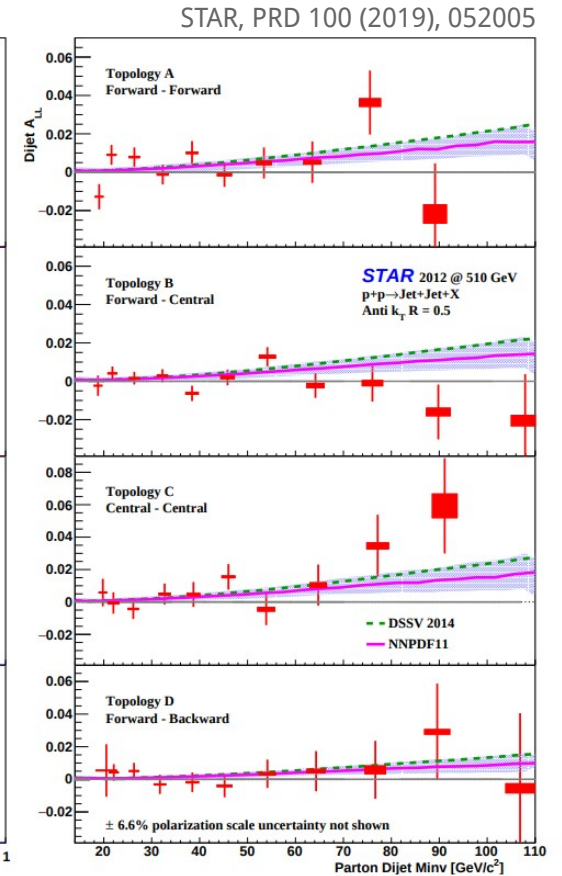 STAR, PRD 100 (2019), 052005
Dijet A_LL
0.06
0.04
0.02
0
−0.02
Topology A
Forward - Forward
0.06
0.04
0.02
0
−0.02
Topology B
Forward - Central
STAR 2012 @ 510 GeV
p+p→Jet+Jet+X
Anti k_T R = 0.5
0.08
0.06
0.04
0.02
0
−0.02
Topology C
Central - Central
DSSV 2014
NNPDF11
0.06
0.04
0.02
0
−0.02
Topology D
Forward - Backward
± 6.6% polarization scale uncertainty not shown
1
20 30 40 50 60 70 80 90 100 110
Parton Dijet Minv [GeV/c²]